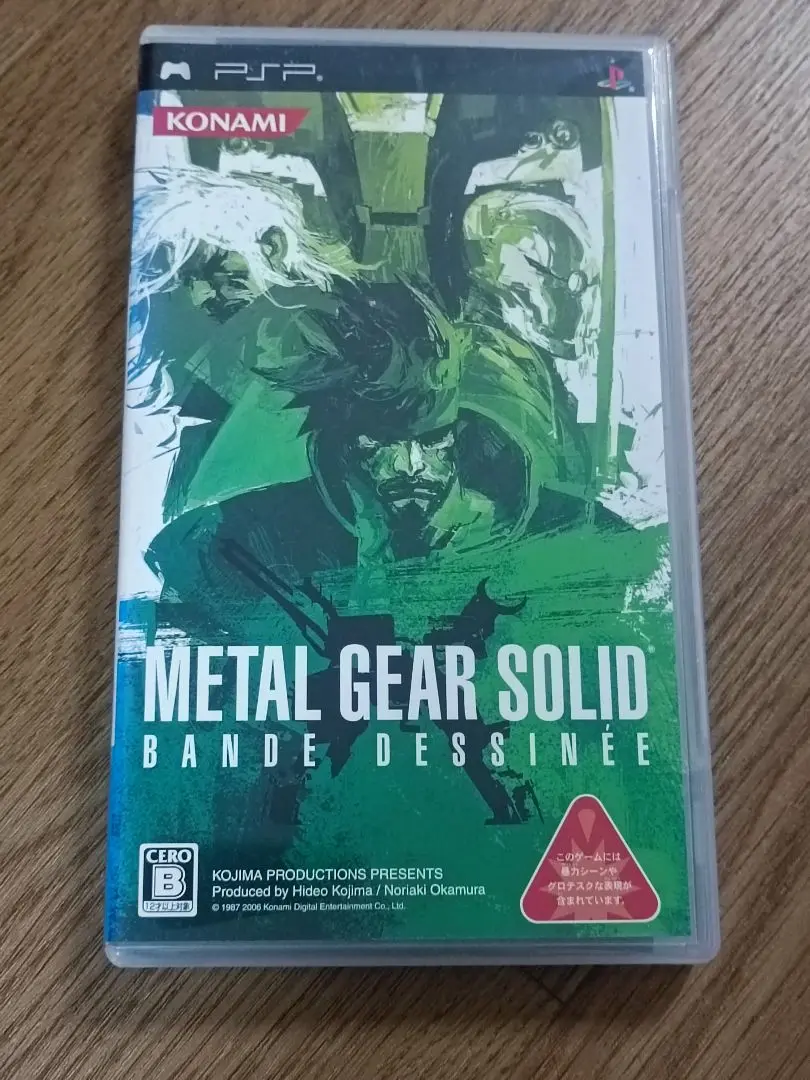 PSP
KONAMI
METAL GEAR SOLID
BANDE DESSINÉE
CERO
B
12才以上対象
KOJIMA PRODUCTIONS PRESENTS
Produced by Hideo Kojima / Noriaki Okamura
© 1987 2006 Konami Digital Entertainment Co., Ltd.
このゲームには
暴力シーンや
グロテスクな表現が
含まれています。